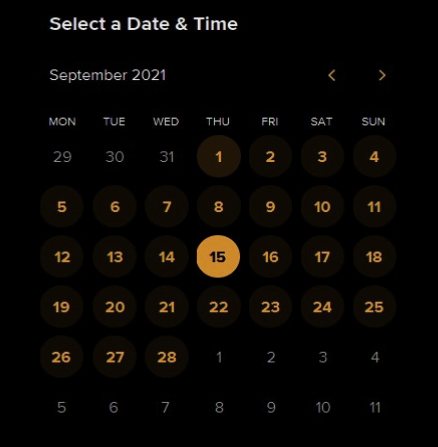 Select a Date & Time
September 2021 < >
MON TUE WED THU FRI SAT SUN
29 30 31 1 2 3 4
5 6 7 8 9 10 11
12 13 14 15 16 17 18
19 20 21 22 23 24 25
26 27 28 1 2 3 4
5 6 7 8 9 10 11